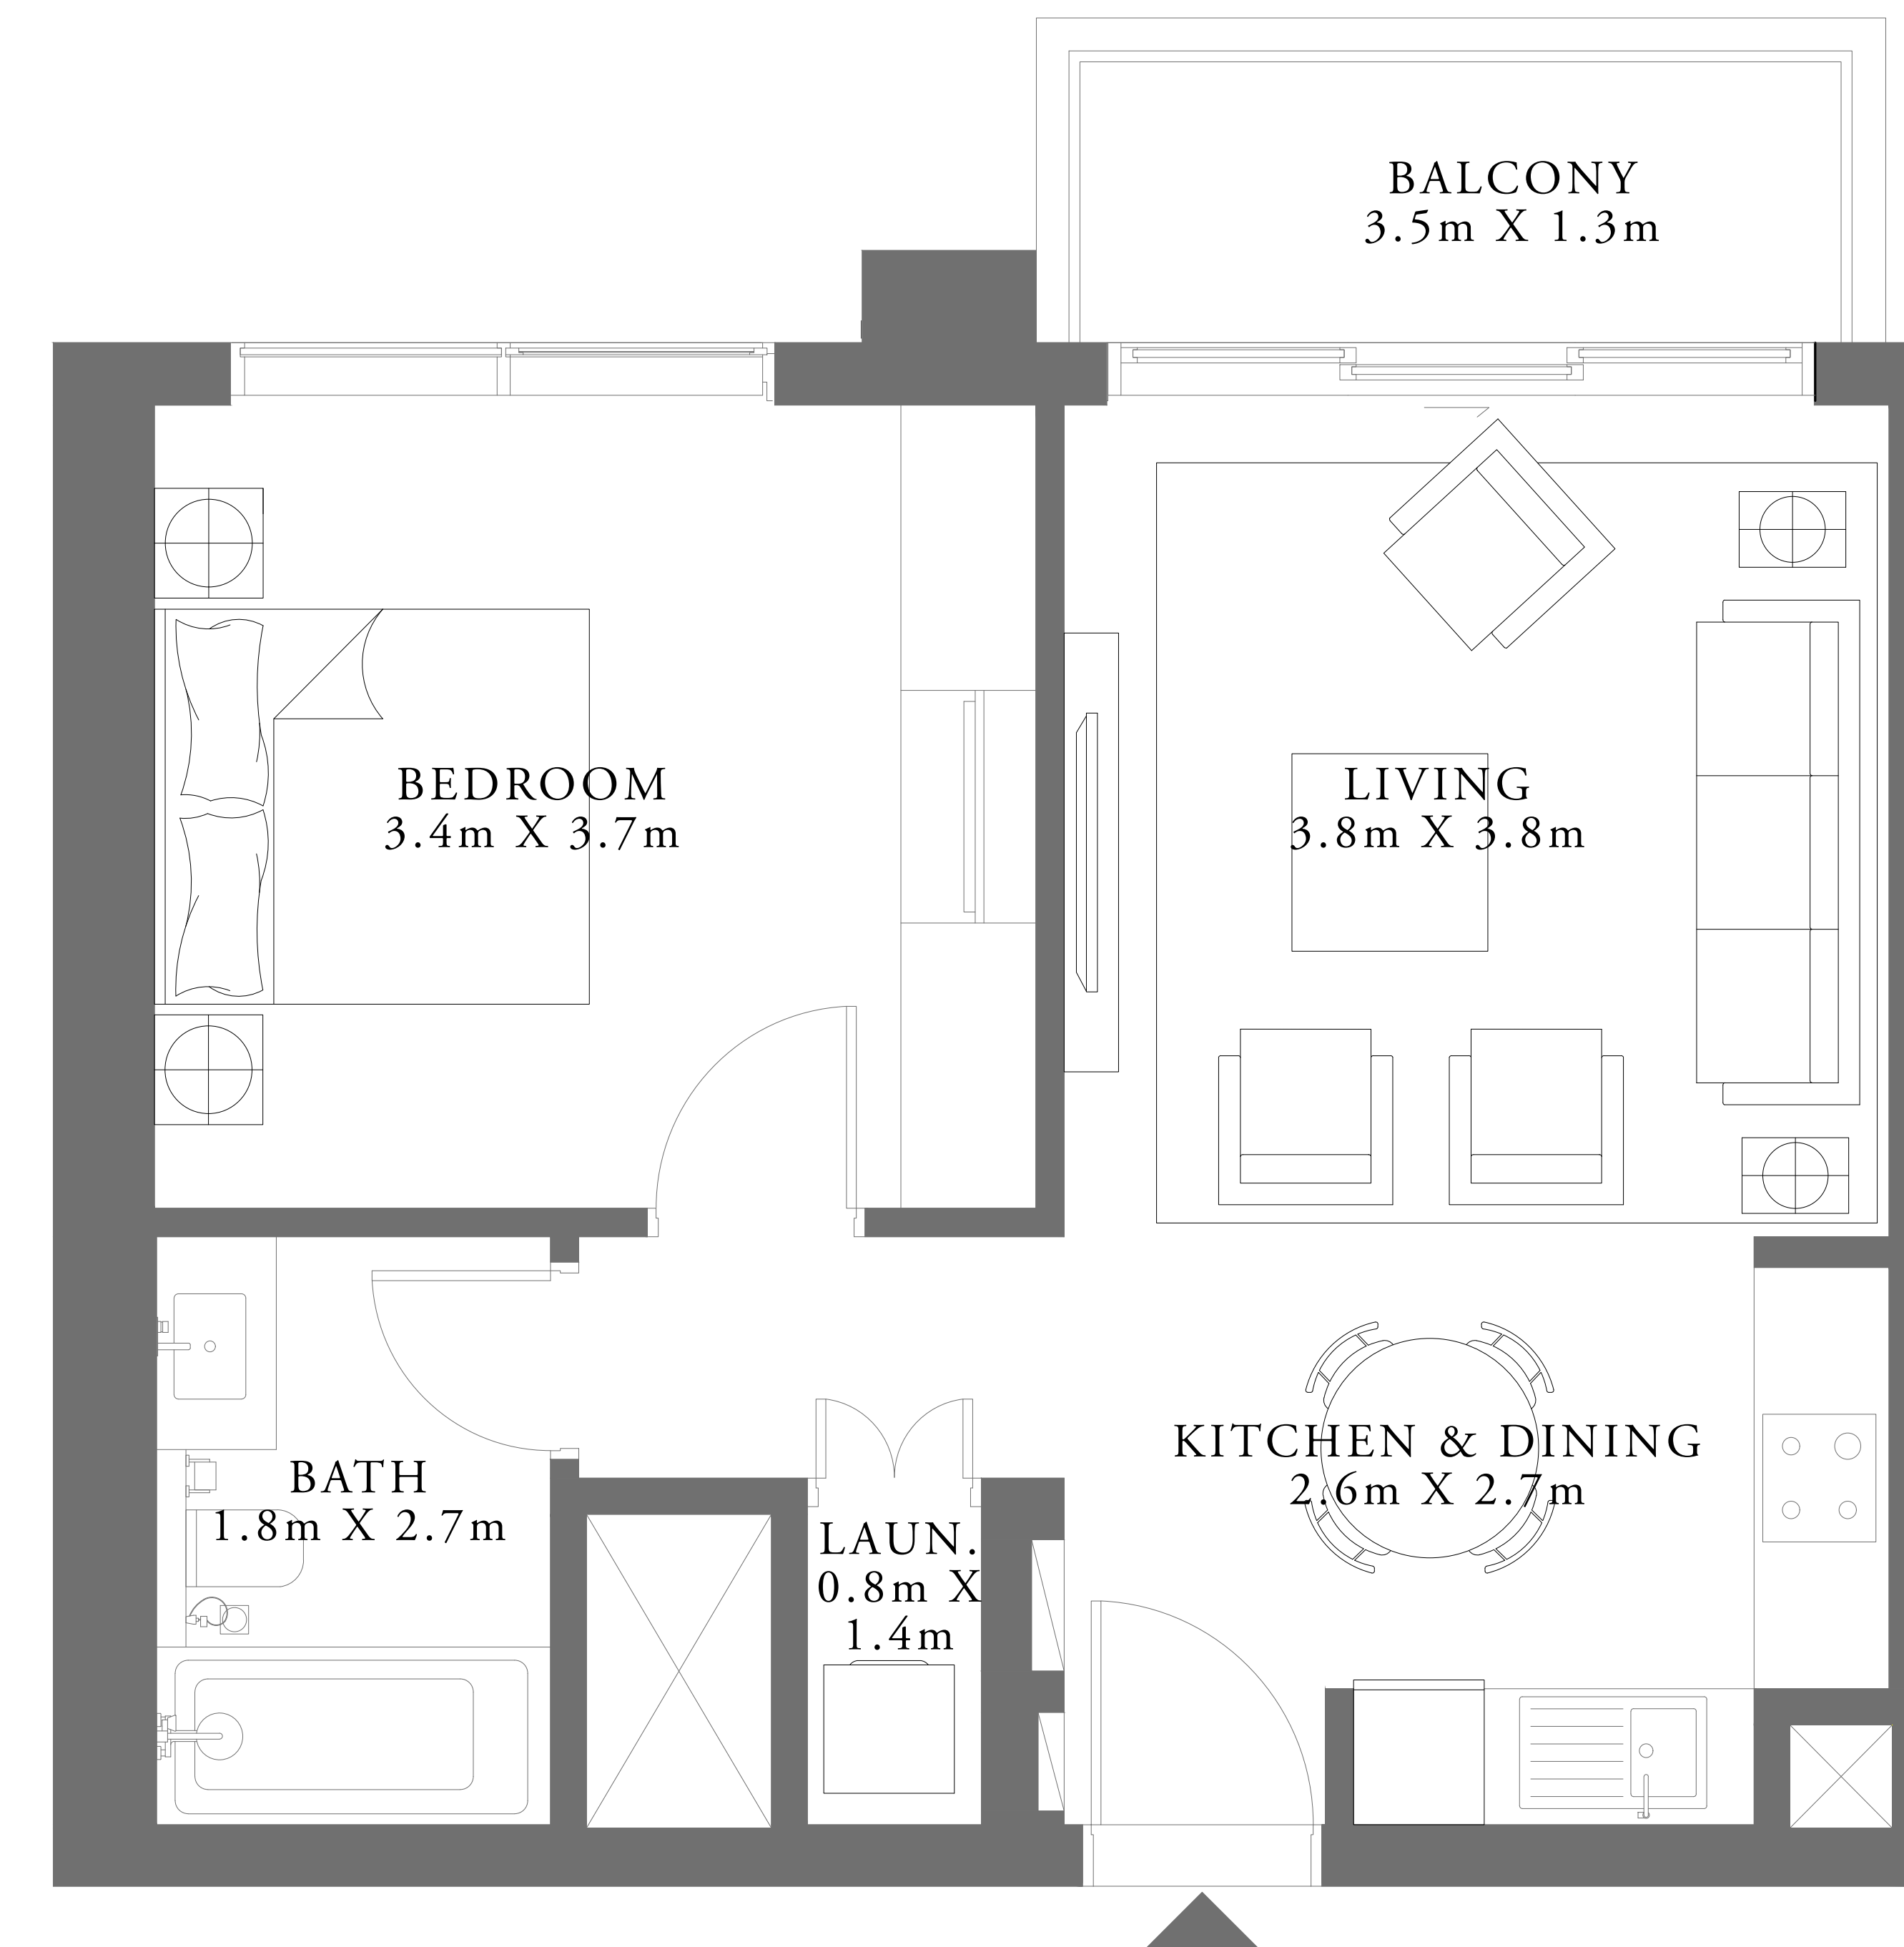 BALCONY
3.5m X 1.3m
BEDROOM
3.4m X 3.7m
LIVING
3.8m X 3.8m
KITCHEN & DINING
2.6m X 2.7m
BATH
1.8m X 2.7m
LAUN.
0.8m X
1.4m